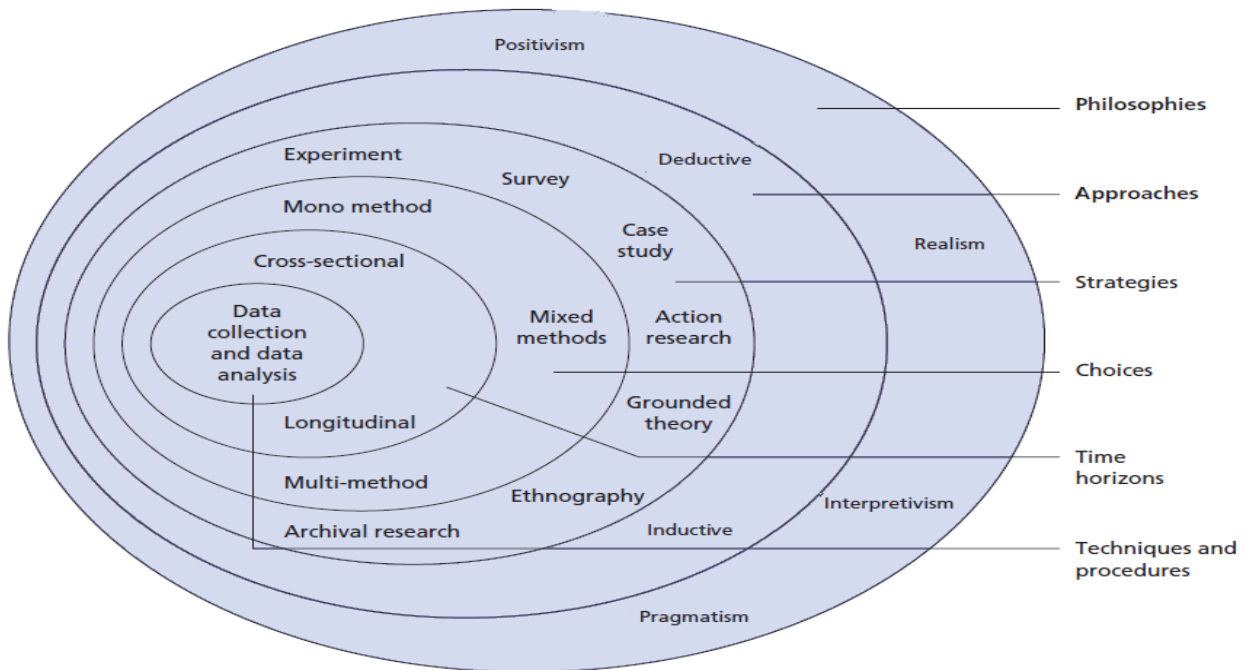 Positivism
Philosophies
Experiment
Deductive
Survey
Approaches
Mono method
Case
study
Realism
Cross-sectional
Strategies
Data
collection
and data
analysis
Mixed
methods
Action
research
Choices
Longitudinal
Grounded
theory
Time
horizons
Multi-method
Ethnography
Interpretivism
Archival research
Inductive
Techniques and
procedures
Pragmatism